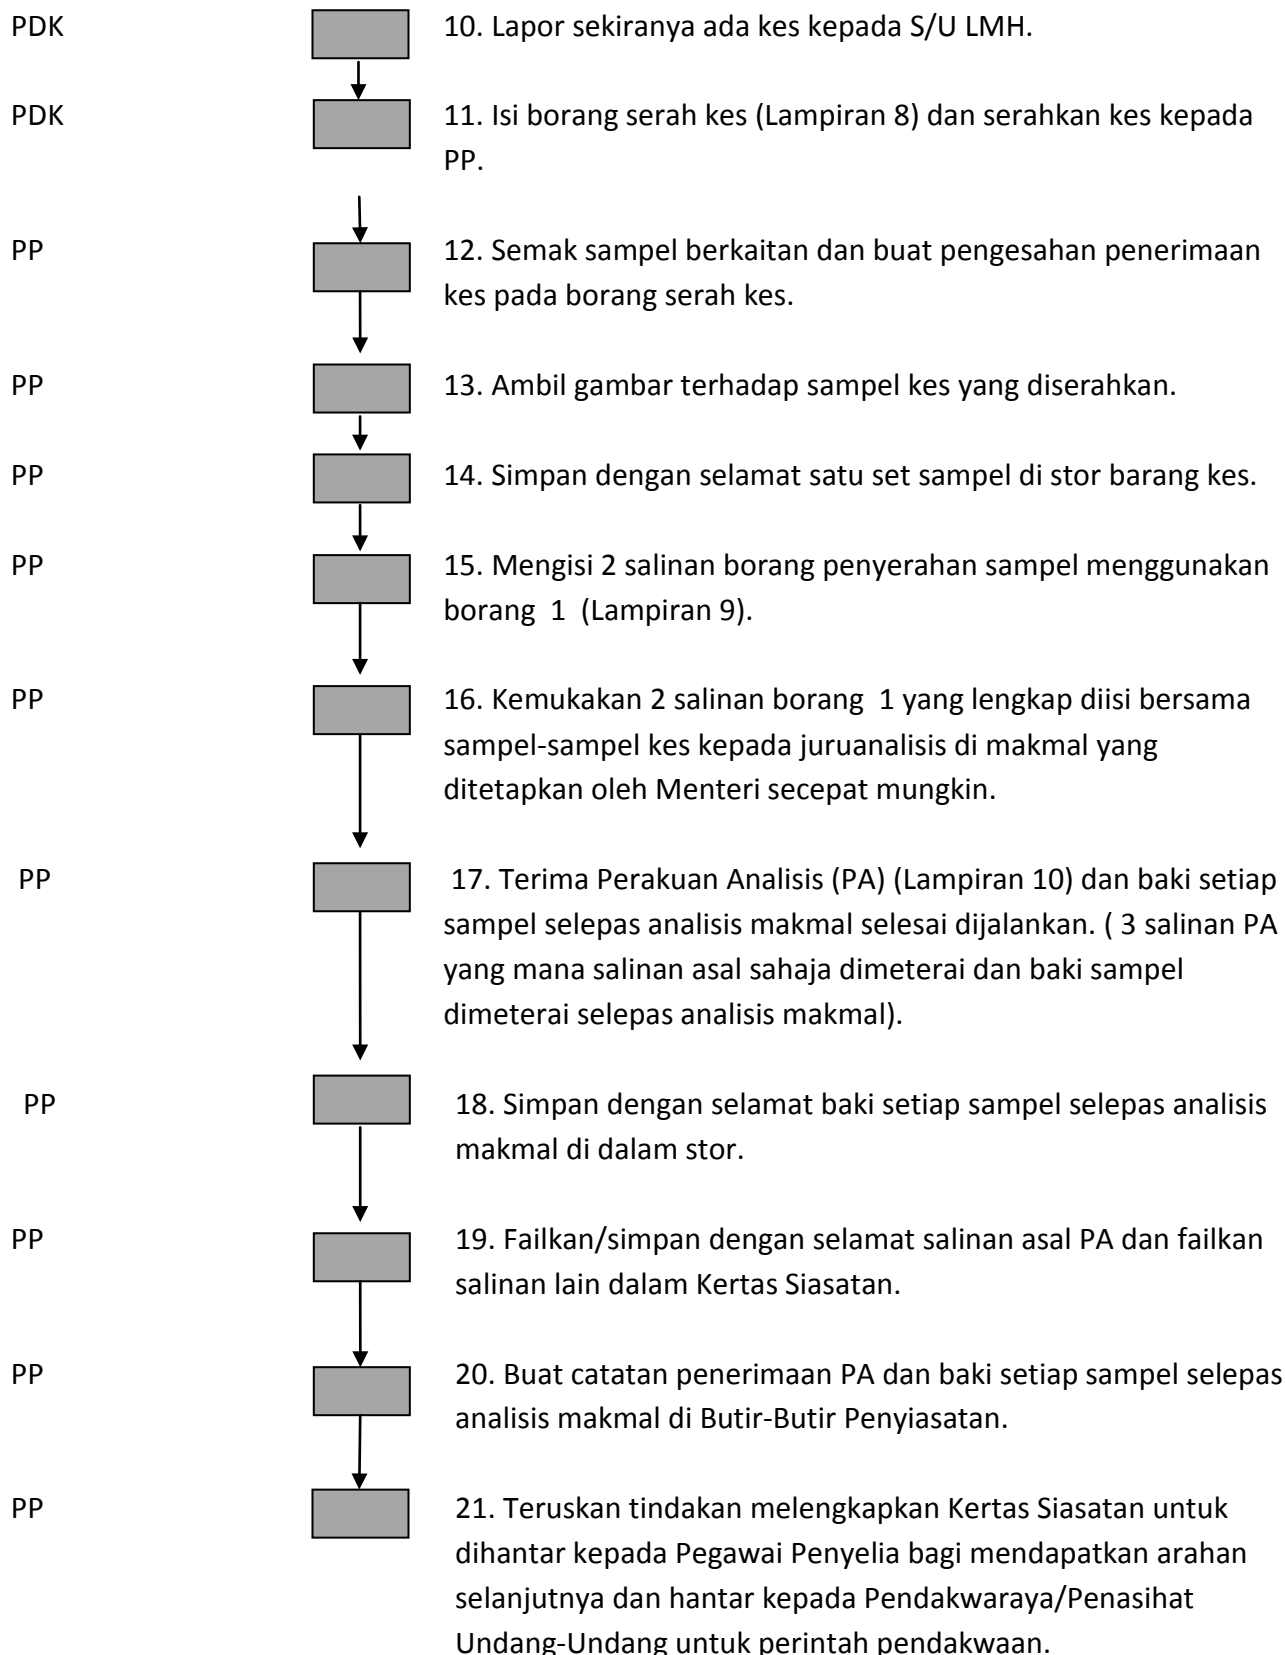 PDK 10. Lapor sekiranya ada kes kepada S/U LMH.
PDK 11. Isi borang serah kes (Lampiran 8) dan serahkan kes kepada
PP.
PP 12. Semak sampel berkaitan dan buat pengesahan penerimaan
kes pada borang serah kes.
PP 13. Ambil gambar terhadap sampel kes yang diserahkan.
PP 14. Simpan dengan selamat satu set sampel di stor barang kes.
PP 15. Mengisi 2 salinan borang penyerahan sampel menggunakan
borang 1 (Lampiran 9).
PP 16. Kemukakan 2 salinan borang 1 yang lengkap diisi bersama
sampel-sampel kes kepada juruanalisis di makmal yang
ditetapkan oleh Menteri secepat mungkin.
PP 17. Terima Perakuan Analisis (PA) (Lampiran 10) dan baki setiap
sampel selepas analisis makmal selesai dijalankan. ( 3 salinan PA
yang mana salinan asal sahaja dimeterai dan baki sampel
dimeterai selepas analisis makmal).
PP 18. Simpan dengan selamat baki setiap sampel selepas analisis
makmal di dalam stor.
PP 19. Failkan/simpan dengan selamat salinan asal PA dan failkan
salinan lain dalam Kertas Siasatan.
PP 20. Buat catatan penerimaan PA dan baki setiap sampel selepas
analisis makmal di Butir-Butir Penyiasatan.
PP 21. Teruskan tindakan melengkapkan Kertas Siasatan untuk
dihantar kepada Pegawai Penyelia bagi mendapatkan arahan
selanjutnya dan hantar kepada Pendakwaraya/Penasihat
Undang-Undang untuk perintah pendakwaan.